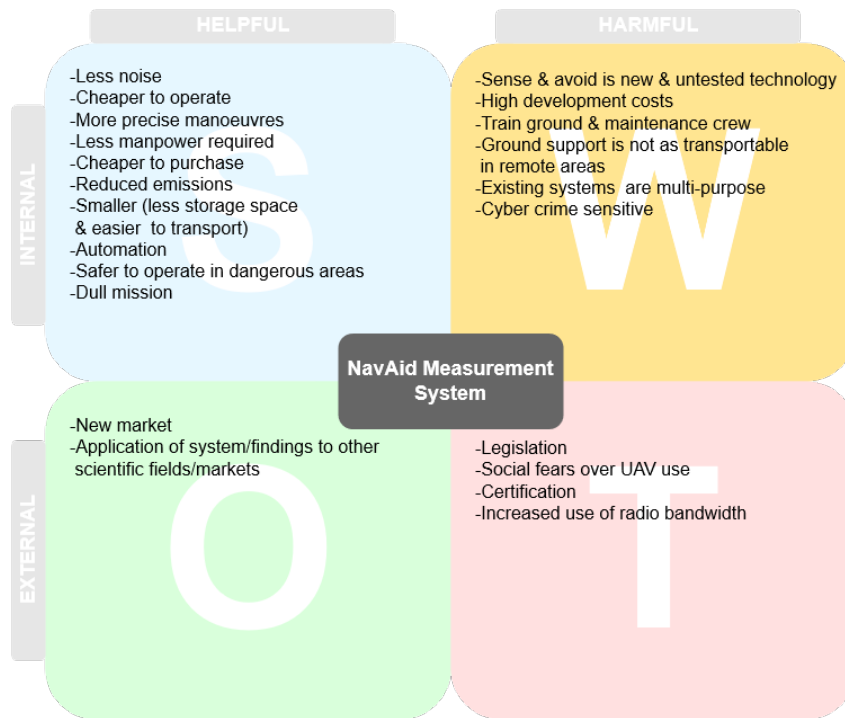 HELPFUL
HARMFUL
INTERNAL
-Less noise
-Cheaper to operate
-More precise manoeuvres
-Less manpower required
-Cheaper to purchase
-Reduced emissions
-Smaller (less storage space
& easier to transport)
-Automation
-Safer to operate in dangerous areas
-Dull mission
S
-Sense & avoid is new & untested technology
-High development costs
-Train ground & maintenance crew
-Ground support is not as transportable
in remote areas
-Existing systems are multi-purpose
-Cyber crime sensitive
W
NavAid Measurement
System
EXTERNAL
-New market
-Application of system/findings to other
scientific fields/markets
O
-Legislation
-Social fears over UAV use
-Certification
-Increased use of radio bandwidth
T